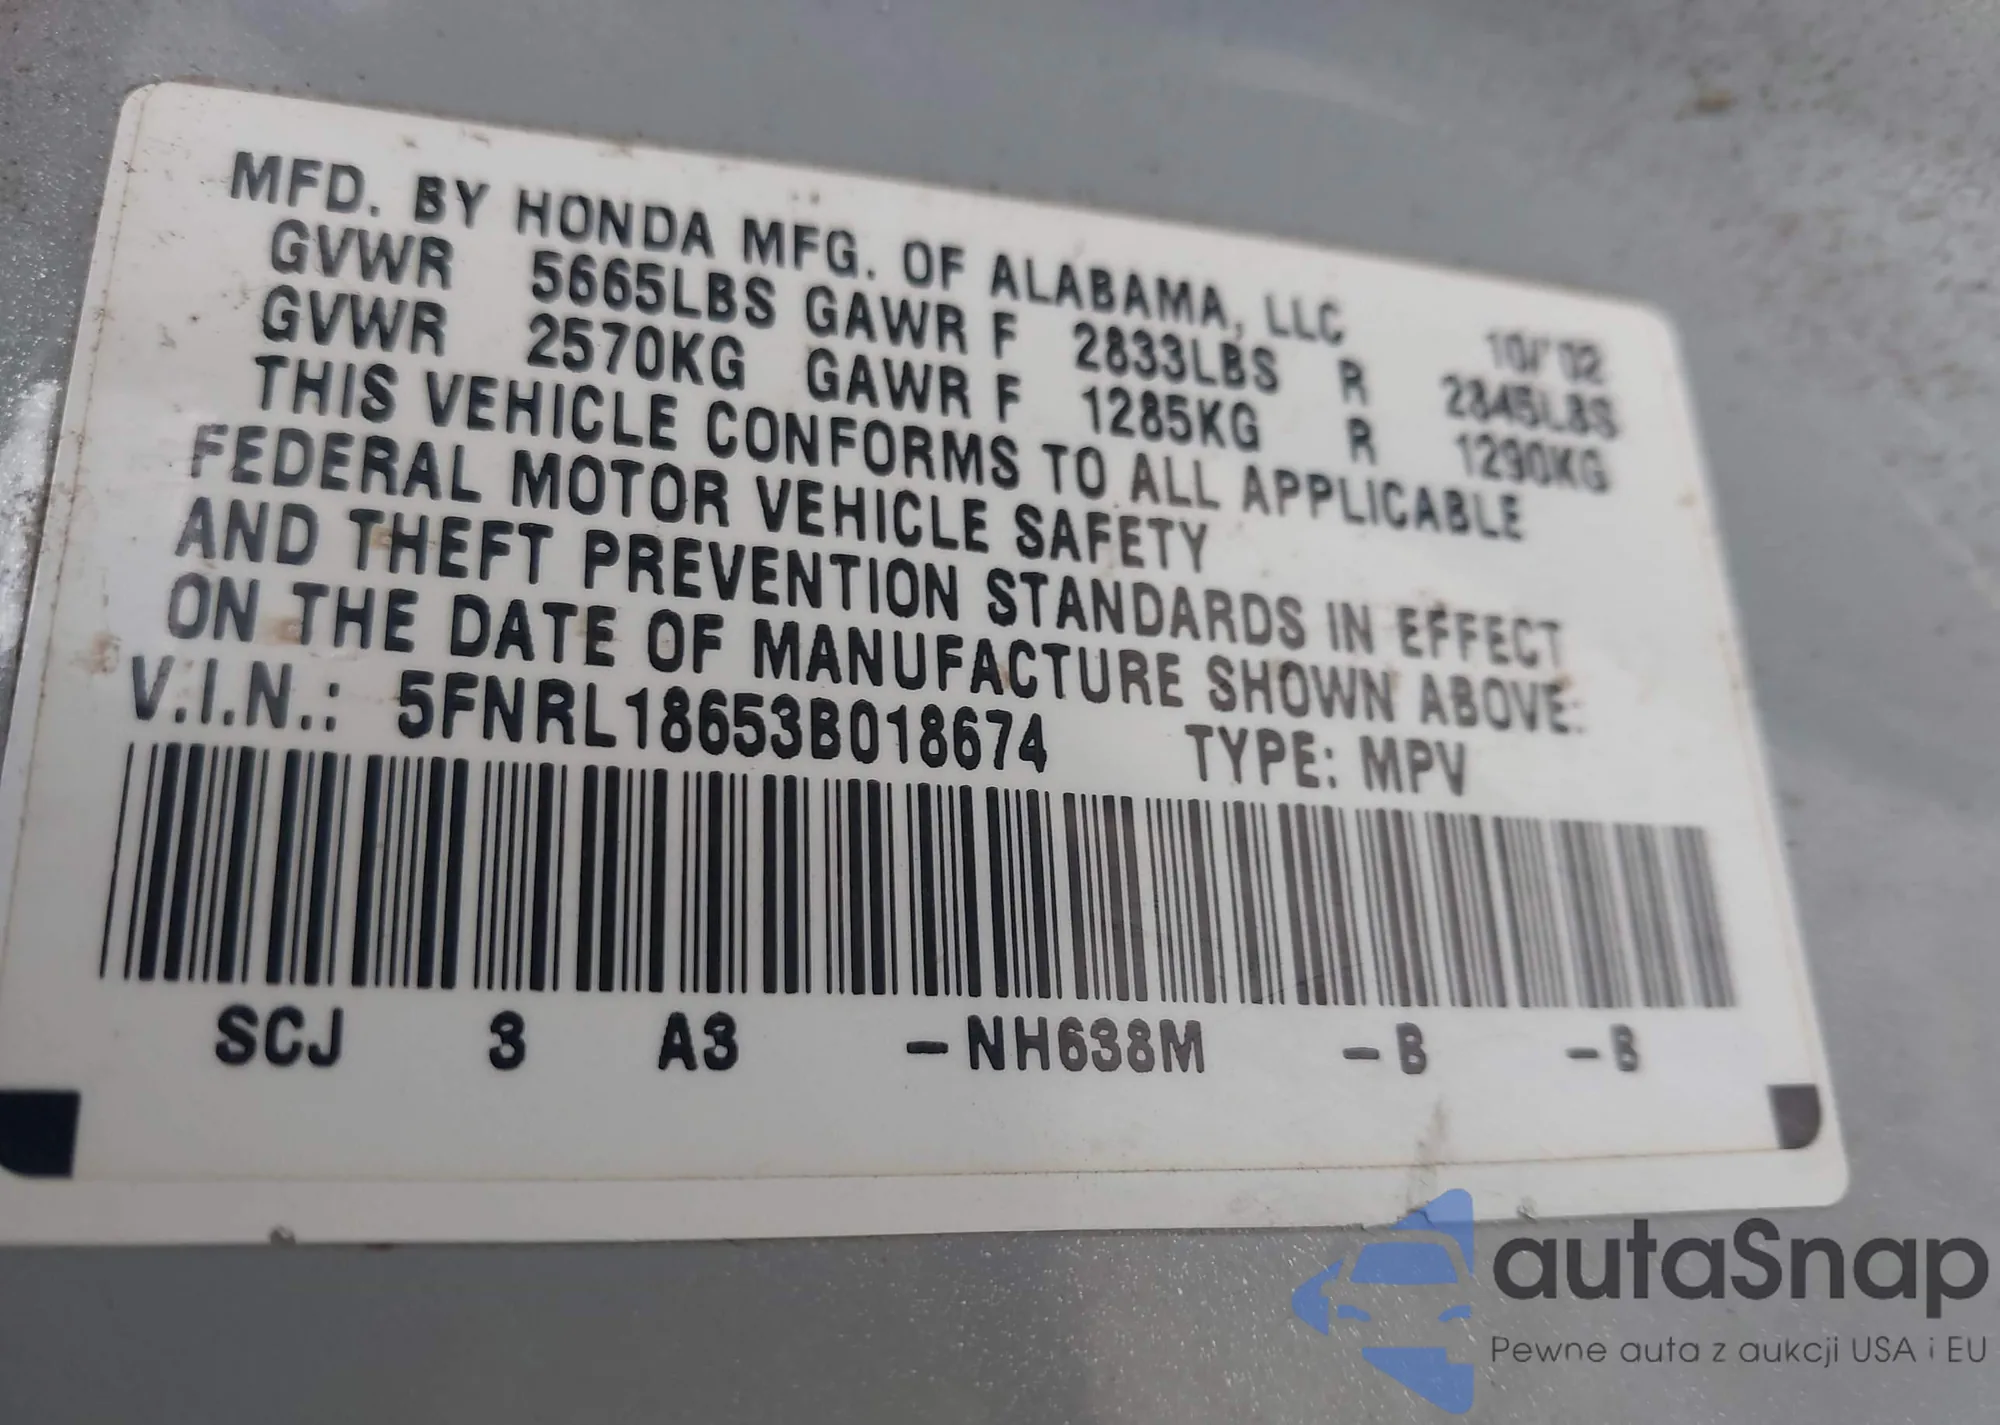 MFD. BY HONDA MFG. OF ALABAMA, LLC 10/'02
GVWR 5665LBS GAWR F 2833LBS R 2845LBS
GVWR 2570KG GAWR F 1285KG R 1290KG
THIS VEHICLE CONFORMS TO ALL APPLICABLE
FEDERAL MOTOR VEHICLE SAFETY
AND THEFT PREVENTION STANDARDS IN EFFECT
ON THE DATE OF MANUFACTURE SHOWN ABOVE.
V.I.N.: 5FNRL18653B018674 TYPE: MPV
SCJ 3 A3 -NH638M -B -B
autaSnap
Pewne auta z aukcji USA i EU